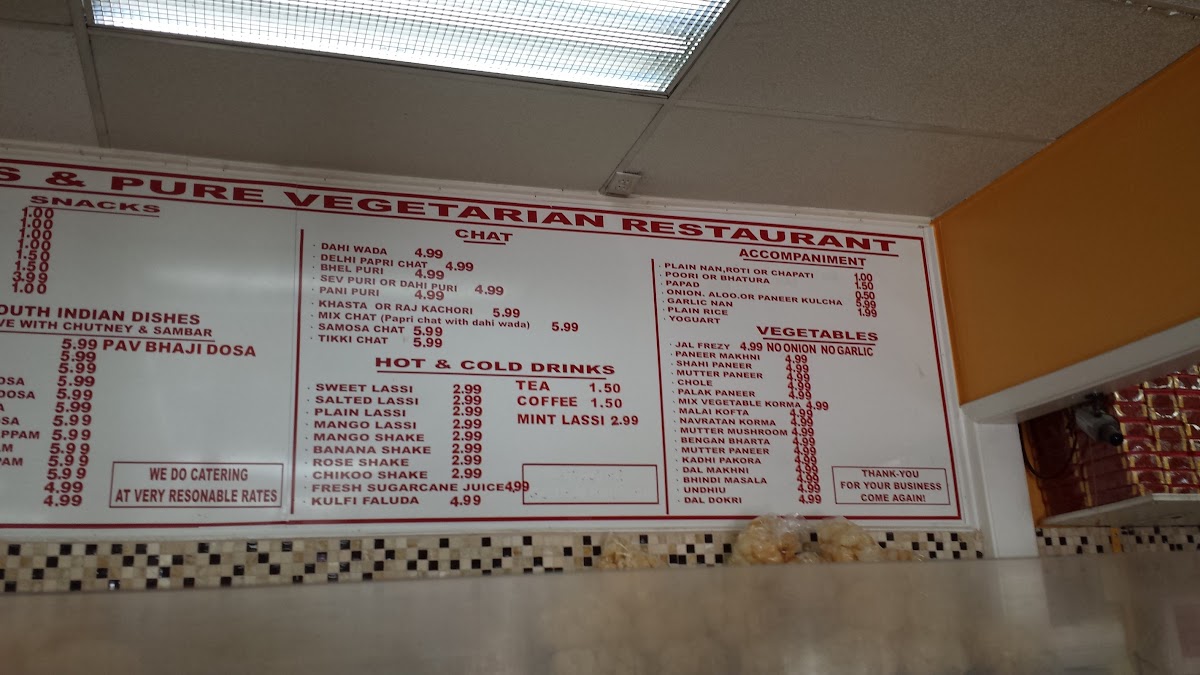 S & PURE VEGETARIAN RESTAURANT
SNACKS
1.00
1.00
1.00
1.00
1.50
1.50
3.99
1.00
OUTH INDIAN DISHES
VE WITH CHUTNEY & SAMBAR
5.99 PAV BHAJI DOSA
5.99
5.99
OSA 5.99
DOSA 5.99
A 5.99
OSA 5.99
APPAM 5.99
AM 5.99
PAM 5.99
5.99
4.99
4.99
WE DO CATERING
AT VERY RESONABLE RATES
CHAT
· DAHI WADA 4.99
· DELHI PAPRI CHAT 4.99
· BHEL PURI 4.99
· SEV PURI OR DAHI PURI 4.99
· PANI PURI 4.99
· KHASTA OR RAJ KACHORI 5.99
· MIX CHAT (Papri chat with dahi wada) 5.99
· SAMOSA CHAT 5.99
· TIKKI CHAT 5.99
HOT & COLD DRINKS
· SWEET LASSI 2.99
· SALTED LASSI 2.99
· PLAIN LASSI 2.99
· MANGO LASSI 2.99
· MANGO SHAKE 2.99
· BANANA SHAKE 2.99
· ROSE SHAKE 2.99
· CHIKOO SHAKE 2.99
· FRESH SUGARCANE JUICE 4.99
· KULFI FALUDA 4.99
TEA 1.50
COFFEE 1.50
MINT LASSI 2.99
ACCOMPANIMENT
· PLAIN NAN,ROTI OR CHAPATI 1.00
· POORI OR BHATURA 1.50
· PAPAD 0.50
· ONION, ALOO.OR PANEER KULCHA 5.99
· GARLIC NAN 1.99
· PLAIN RICE
· YOGUART
VEGETABLES
· JAL FREZY 4.99 NO ONION NO GARLIC
· PANEER MAKHNI 4.99
· SHAHI PANEER 4.99
· MUTTER PANEER 4.99
· CHOLE 4.99
· PALAK PANEER 4.99
· MIX VEGETABLE KORMA 4.99
· MALAI KOFTA 4.99
· NAVRATAN KORMA 4.99
· MUTTER MUSHROOM 4.99
· BENGAN BHARTA 4.99
· MUTTER PANEER 4.99
· KADHI PAKORA 4.99
· DAL MAKHNI 4.99
· BHINDI MASALA 4.99
· UNDHIU 4.99
· DAL DOKRI 4.99
THANK-YOU
FOR YOUR BUSINESS
COME AGAIN!